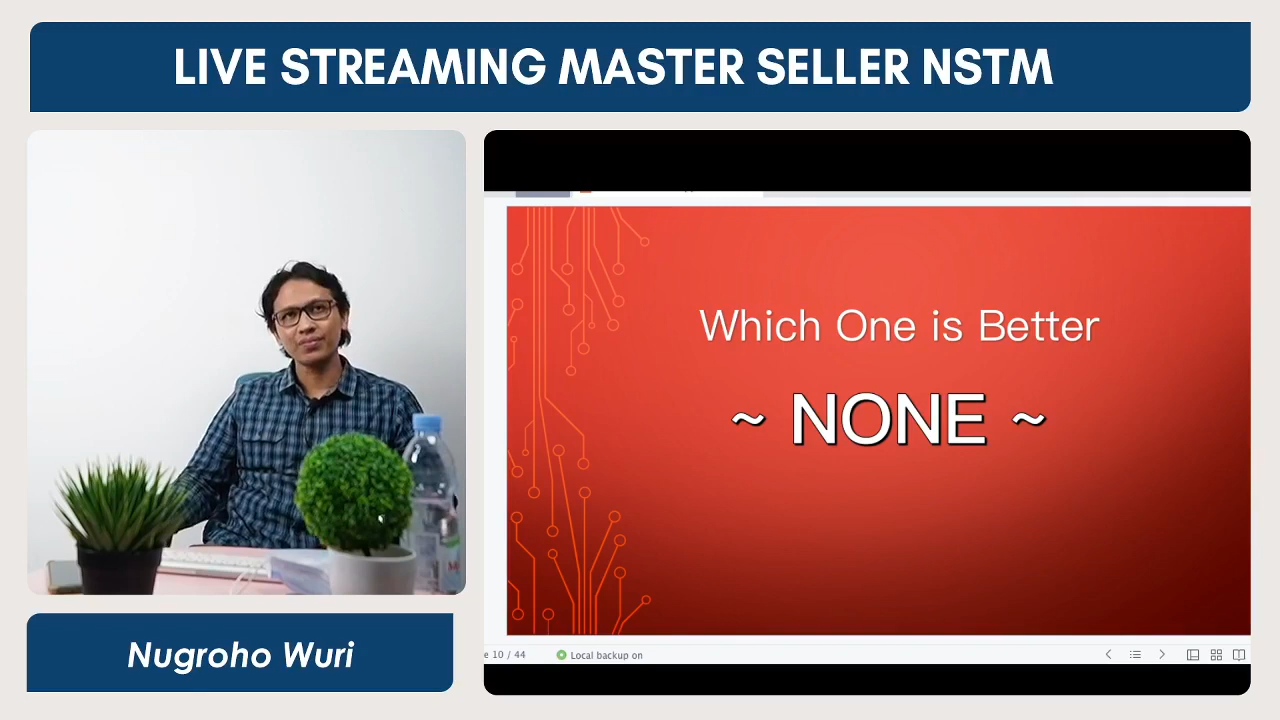 LIVE STREAMING MASTER SELLER NSTM
Which One is Better
~ NONE ~
e 10 / 44
Local backup on
Nugroho Wuri